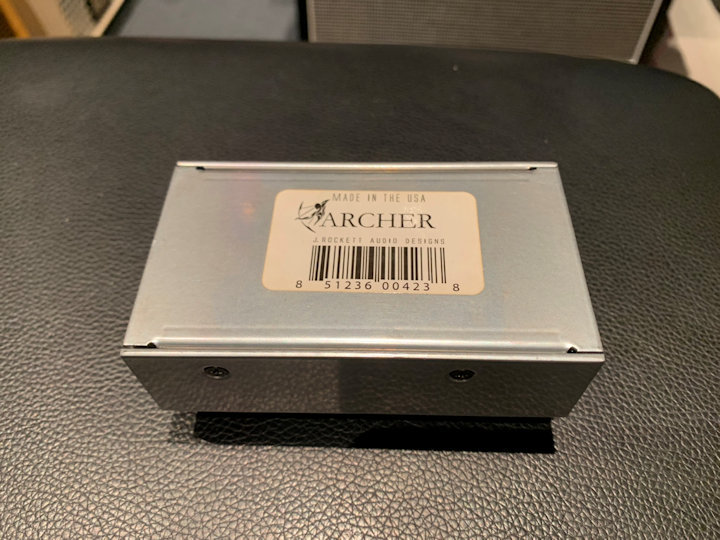 MADE IN THE USA
ARCHER
J.ROCKETT AUDIO DESIGNS
8 51236 00423 8